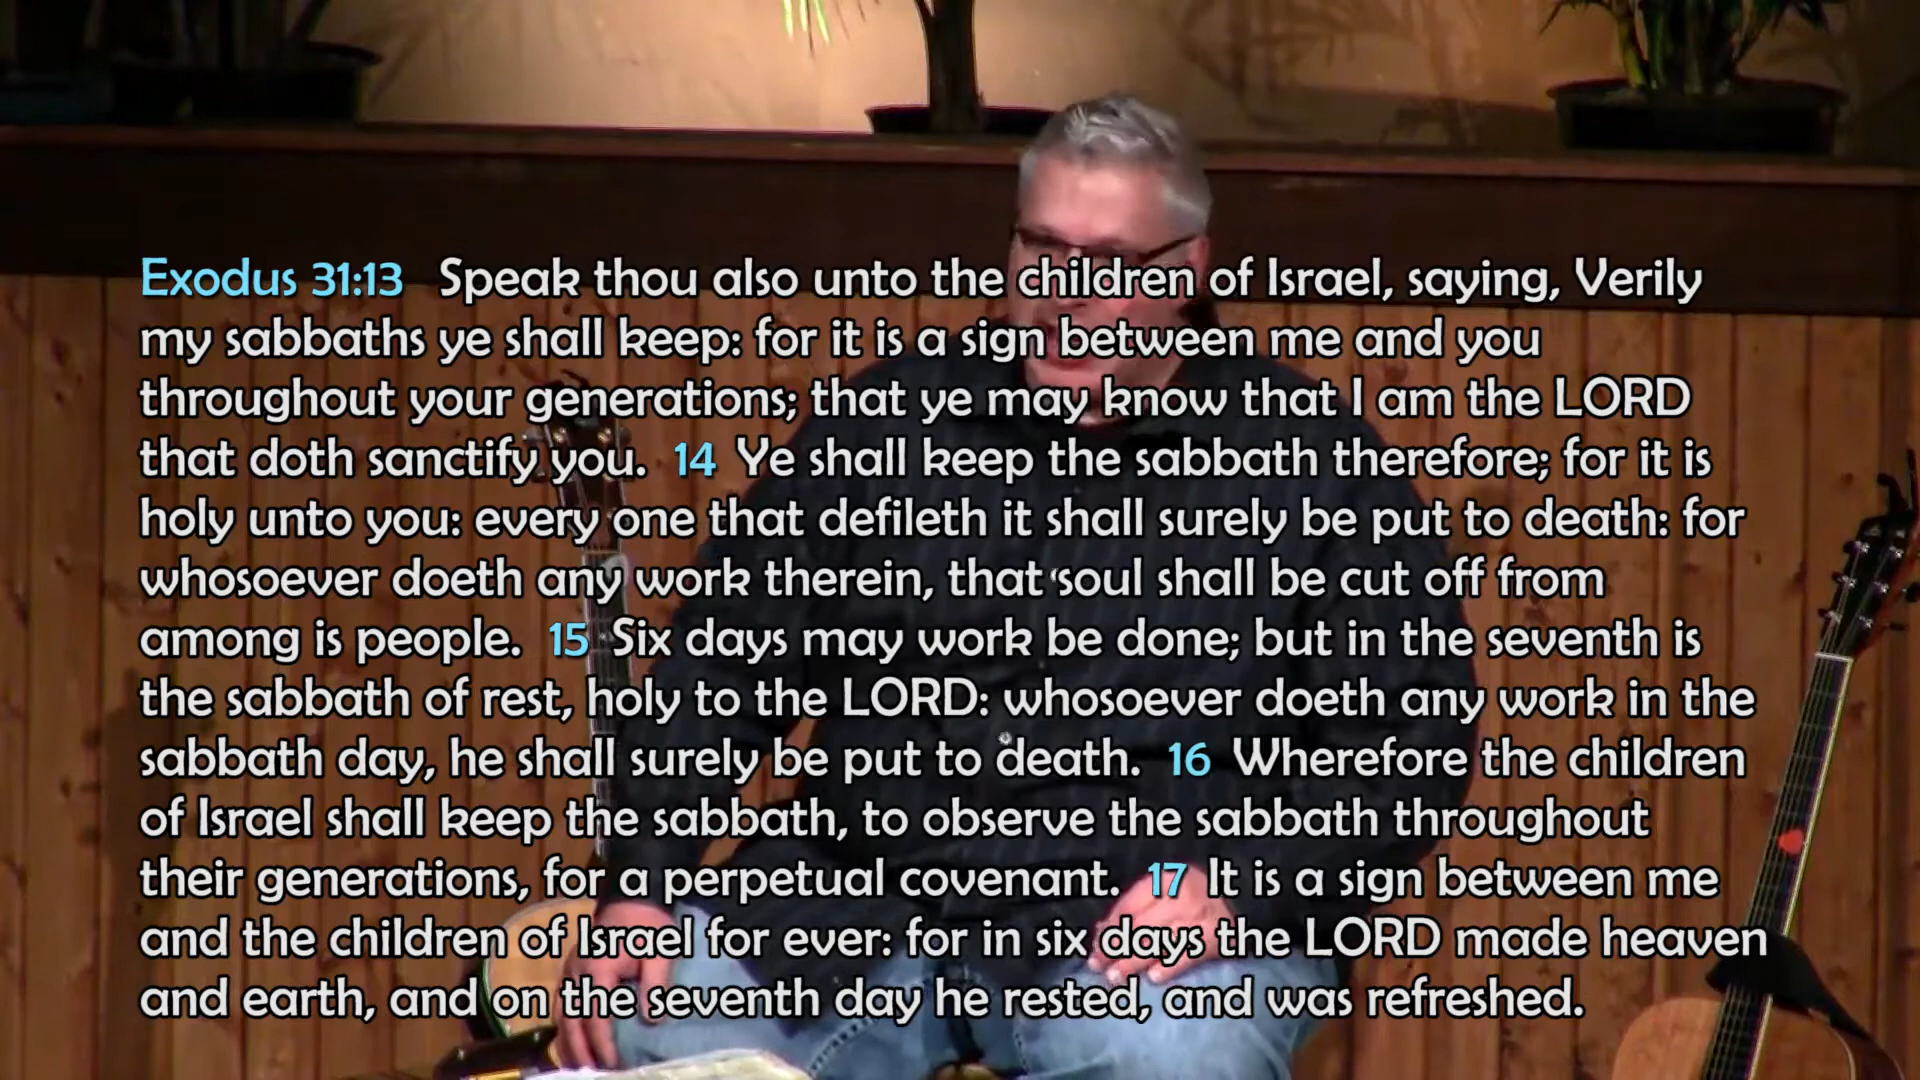 Exodus 31:13 Speak thou also unto the children of Israel, saying, Verily
my sabbaths ye shall keep: for it is a sign between me and you
throughout your generations; that ye may know that I am the LORD
that doth sanctify you. 14 Ye shall keep the sabbath therefore; for it is
holy unto you: every one that defileth it shall surely be put to death: for
whosoever doeth any work therein, that soul shall be cut off from
among is people. 15 Six days may work be done; but in the seventh is
the sabbath of rest, holy to the LORD: whosoever doeth any work in the
sabbath day, he shall surely be put to death. 16 Wherefore the children
of Israel shall keep the sabbath, to observe the sabbath throughout
their generations, for a perpetual covenant. 17 It is a sign between me
and the children of Israel for ever: for in six days the LORD made heaven
and earth, and on the seventh day he rested, and was refreshed.